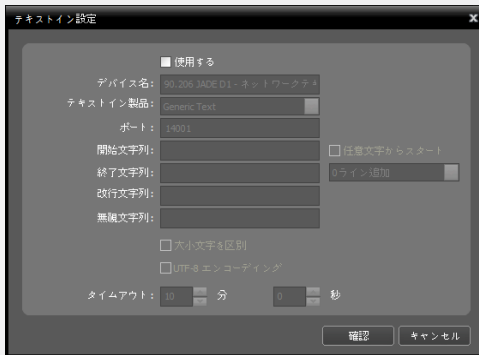 テキストイン設定
使用する
デバイス名: 90.206 JADE D1 - ネットワークテキ
テキストイン製品: Generic Text
ポート: 14001
開始文字列: 任意文字からスタート
終了文字列: 0ライン追加
改行文字列:
無視文字列:
大小文字を区別
UTF-8 エンコーディング
タイムアウト: 10 分 0 秒
確認 キャンセル